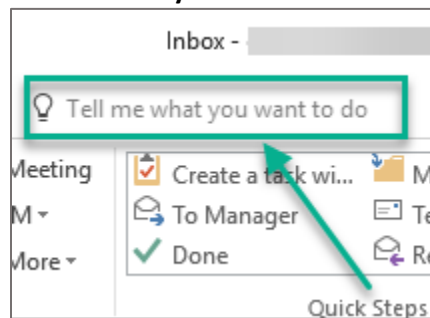 Inbox -
Tell me what you want to do
Meeting
Create a task wi...
M
To Manager
Te
More
Done
Re
Quick Steps